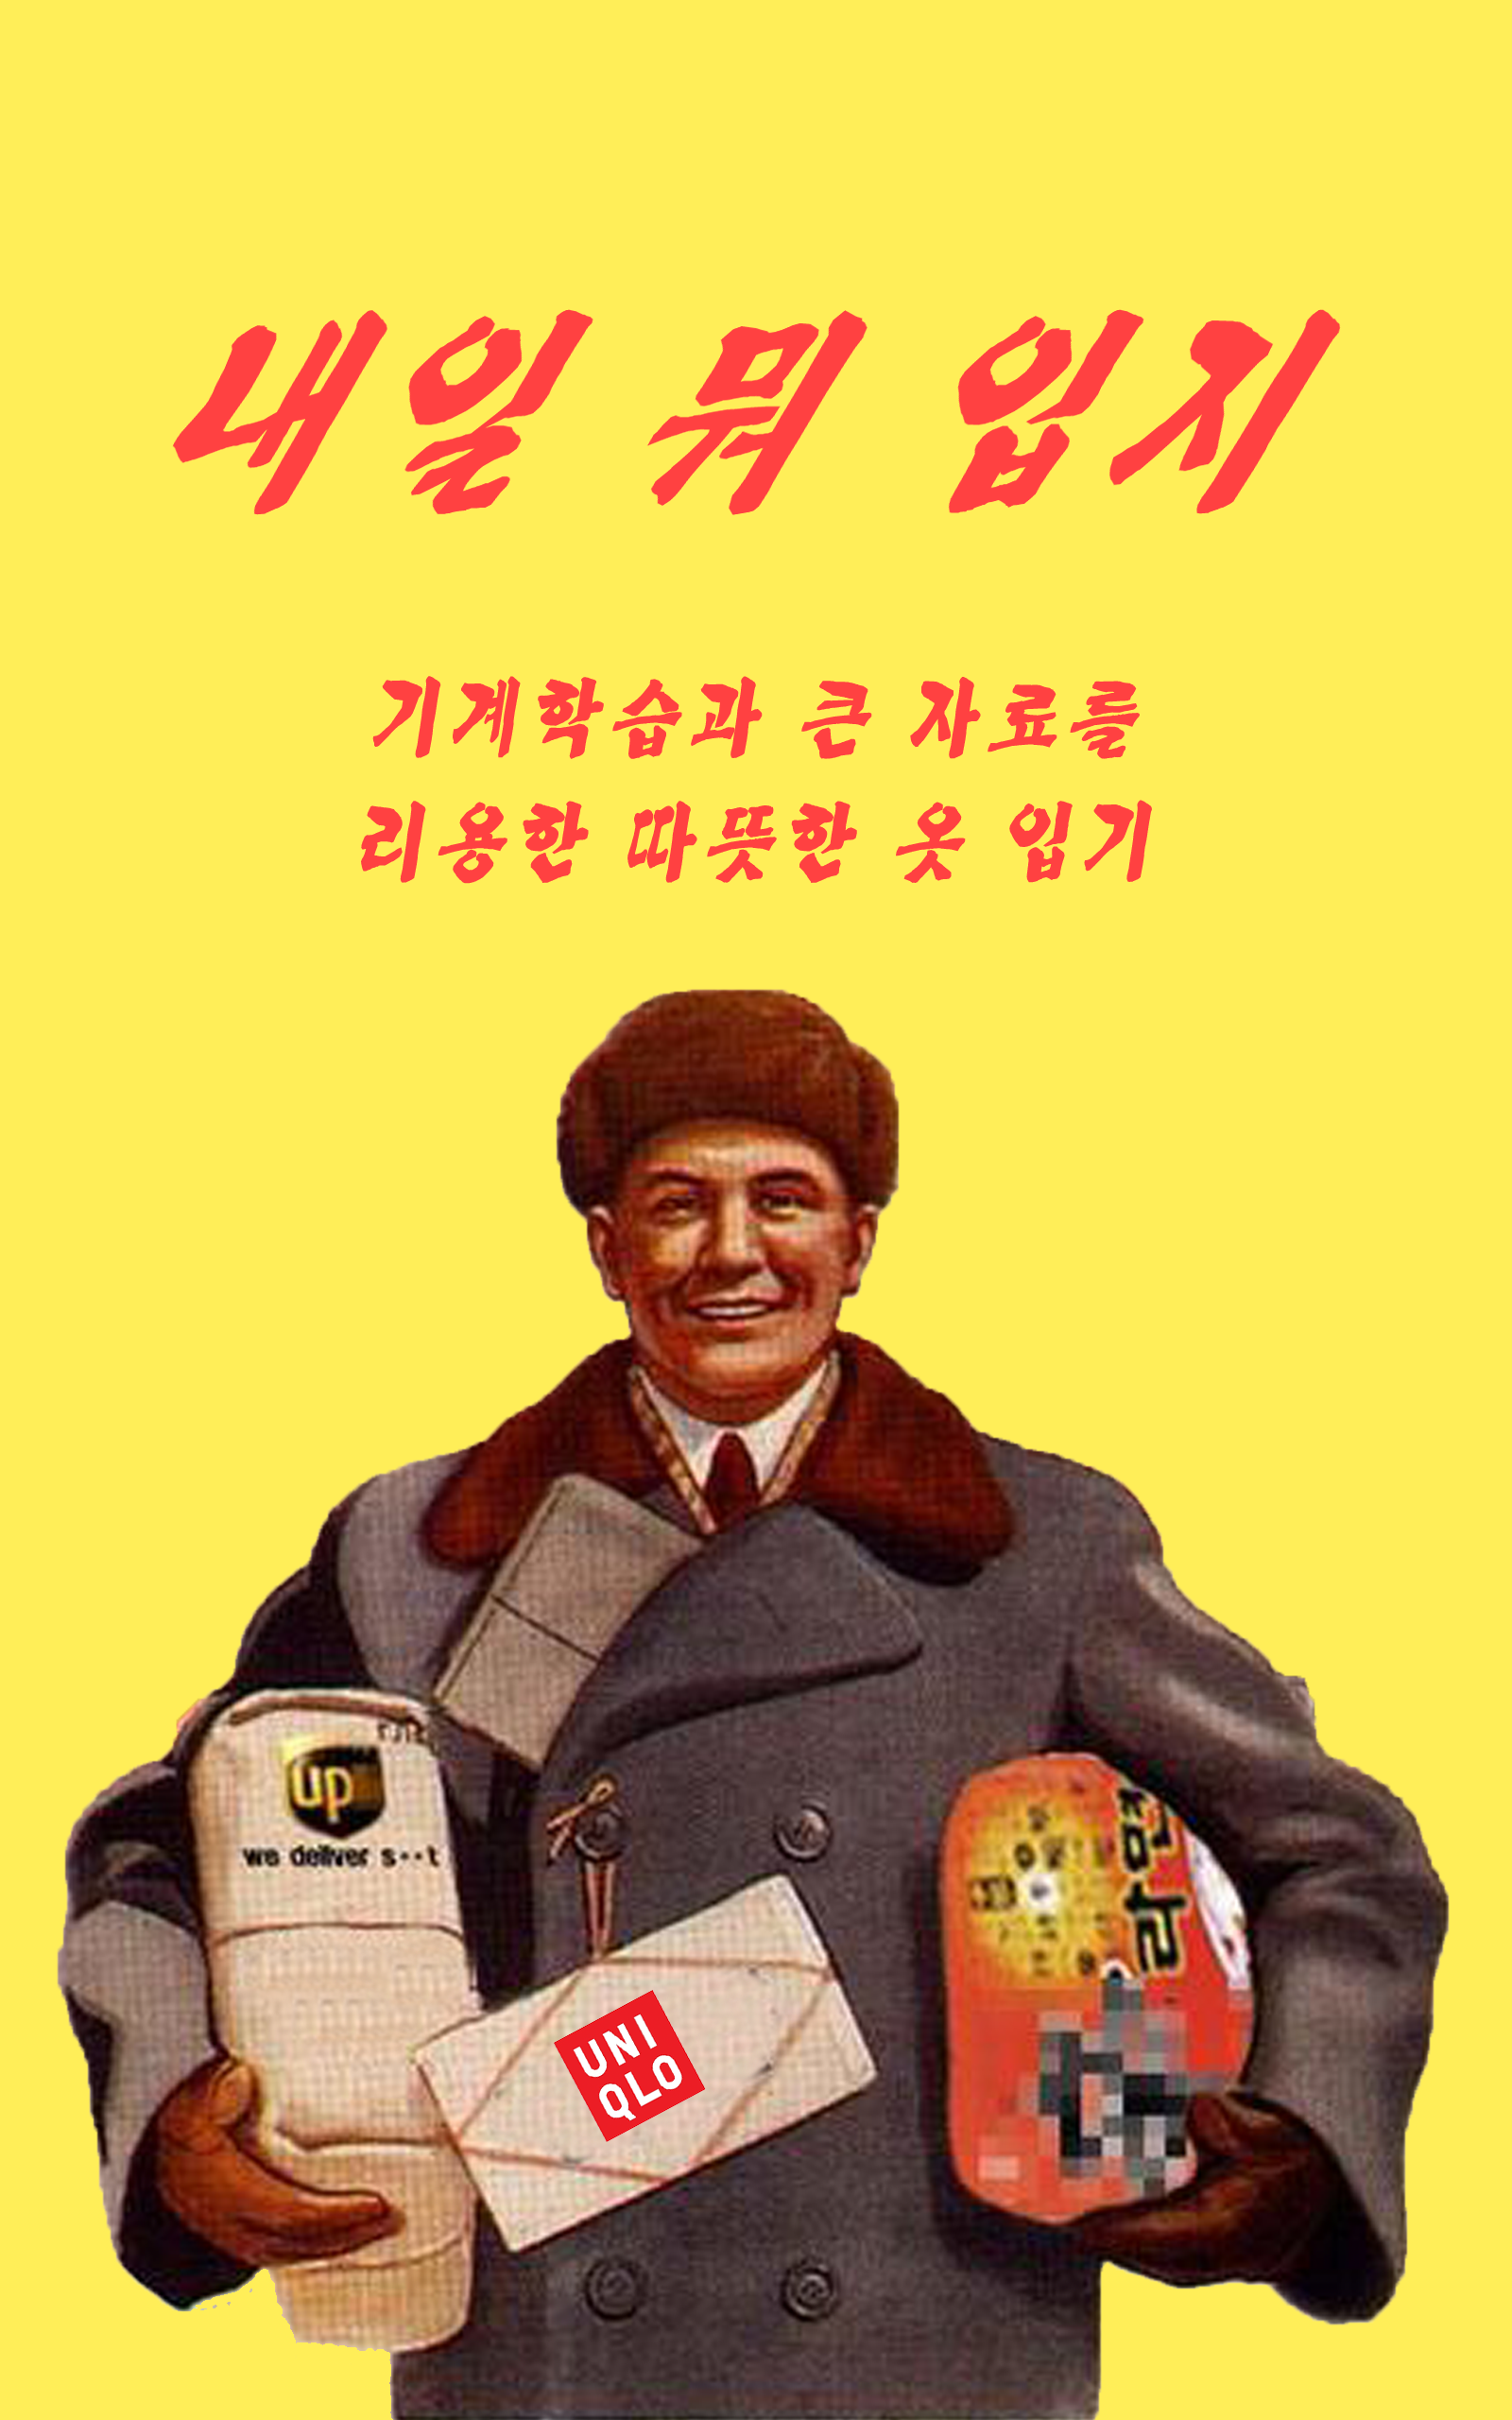 내일 뭐 입지
기계학습과 큰 자료를
리용한 따뜻한 옷 입기
up
we deliver s**t
UNI
QLO